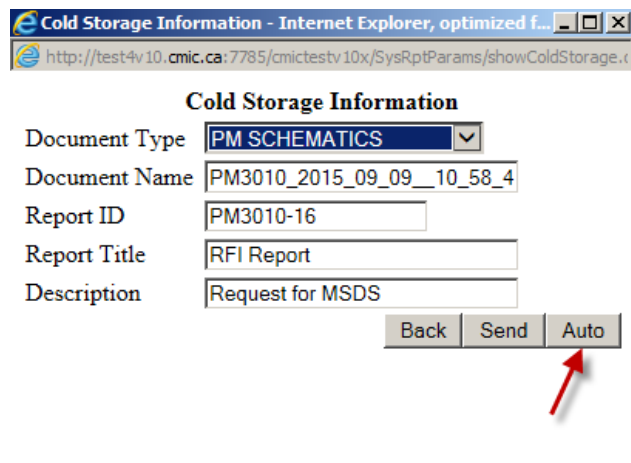 Cold Storage Information - Internet Explorer, optimized f...
http://test4v10.cmic.ca:7785/cmictestv10x/SysRptParams/showColdStorage.
Cold Storage Information
Document Type PM SCHEMATICS
Document Name PM3010_2015_09_09__10_58_4
Report ID PM3010-16
Report Title RFI Report
Description Request for MSDS
Back Send Auto